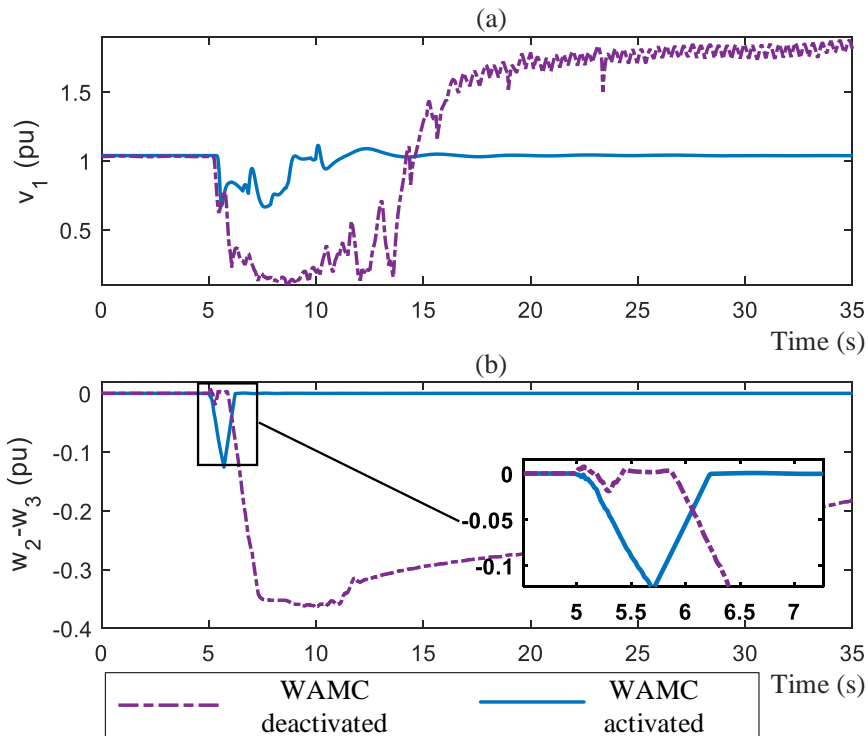 (a)
1.5
1
0.5
v1 (pu)
0 5 10 15 20 25 30 35
Time (s)
(b)
0
-0.1
-0.2
-0.3
-0.4
w2-w3 (pu)
0
-0.05
-0.1
5 5.5 6 6.5 7
0 5 10 15 20 25 30 35
Time (s)
WAMC deactivated
WAMC activated